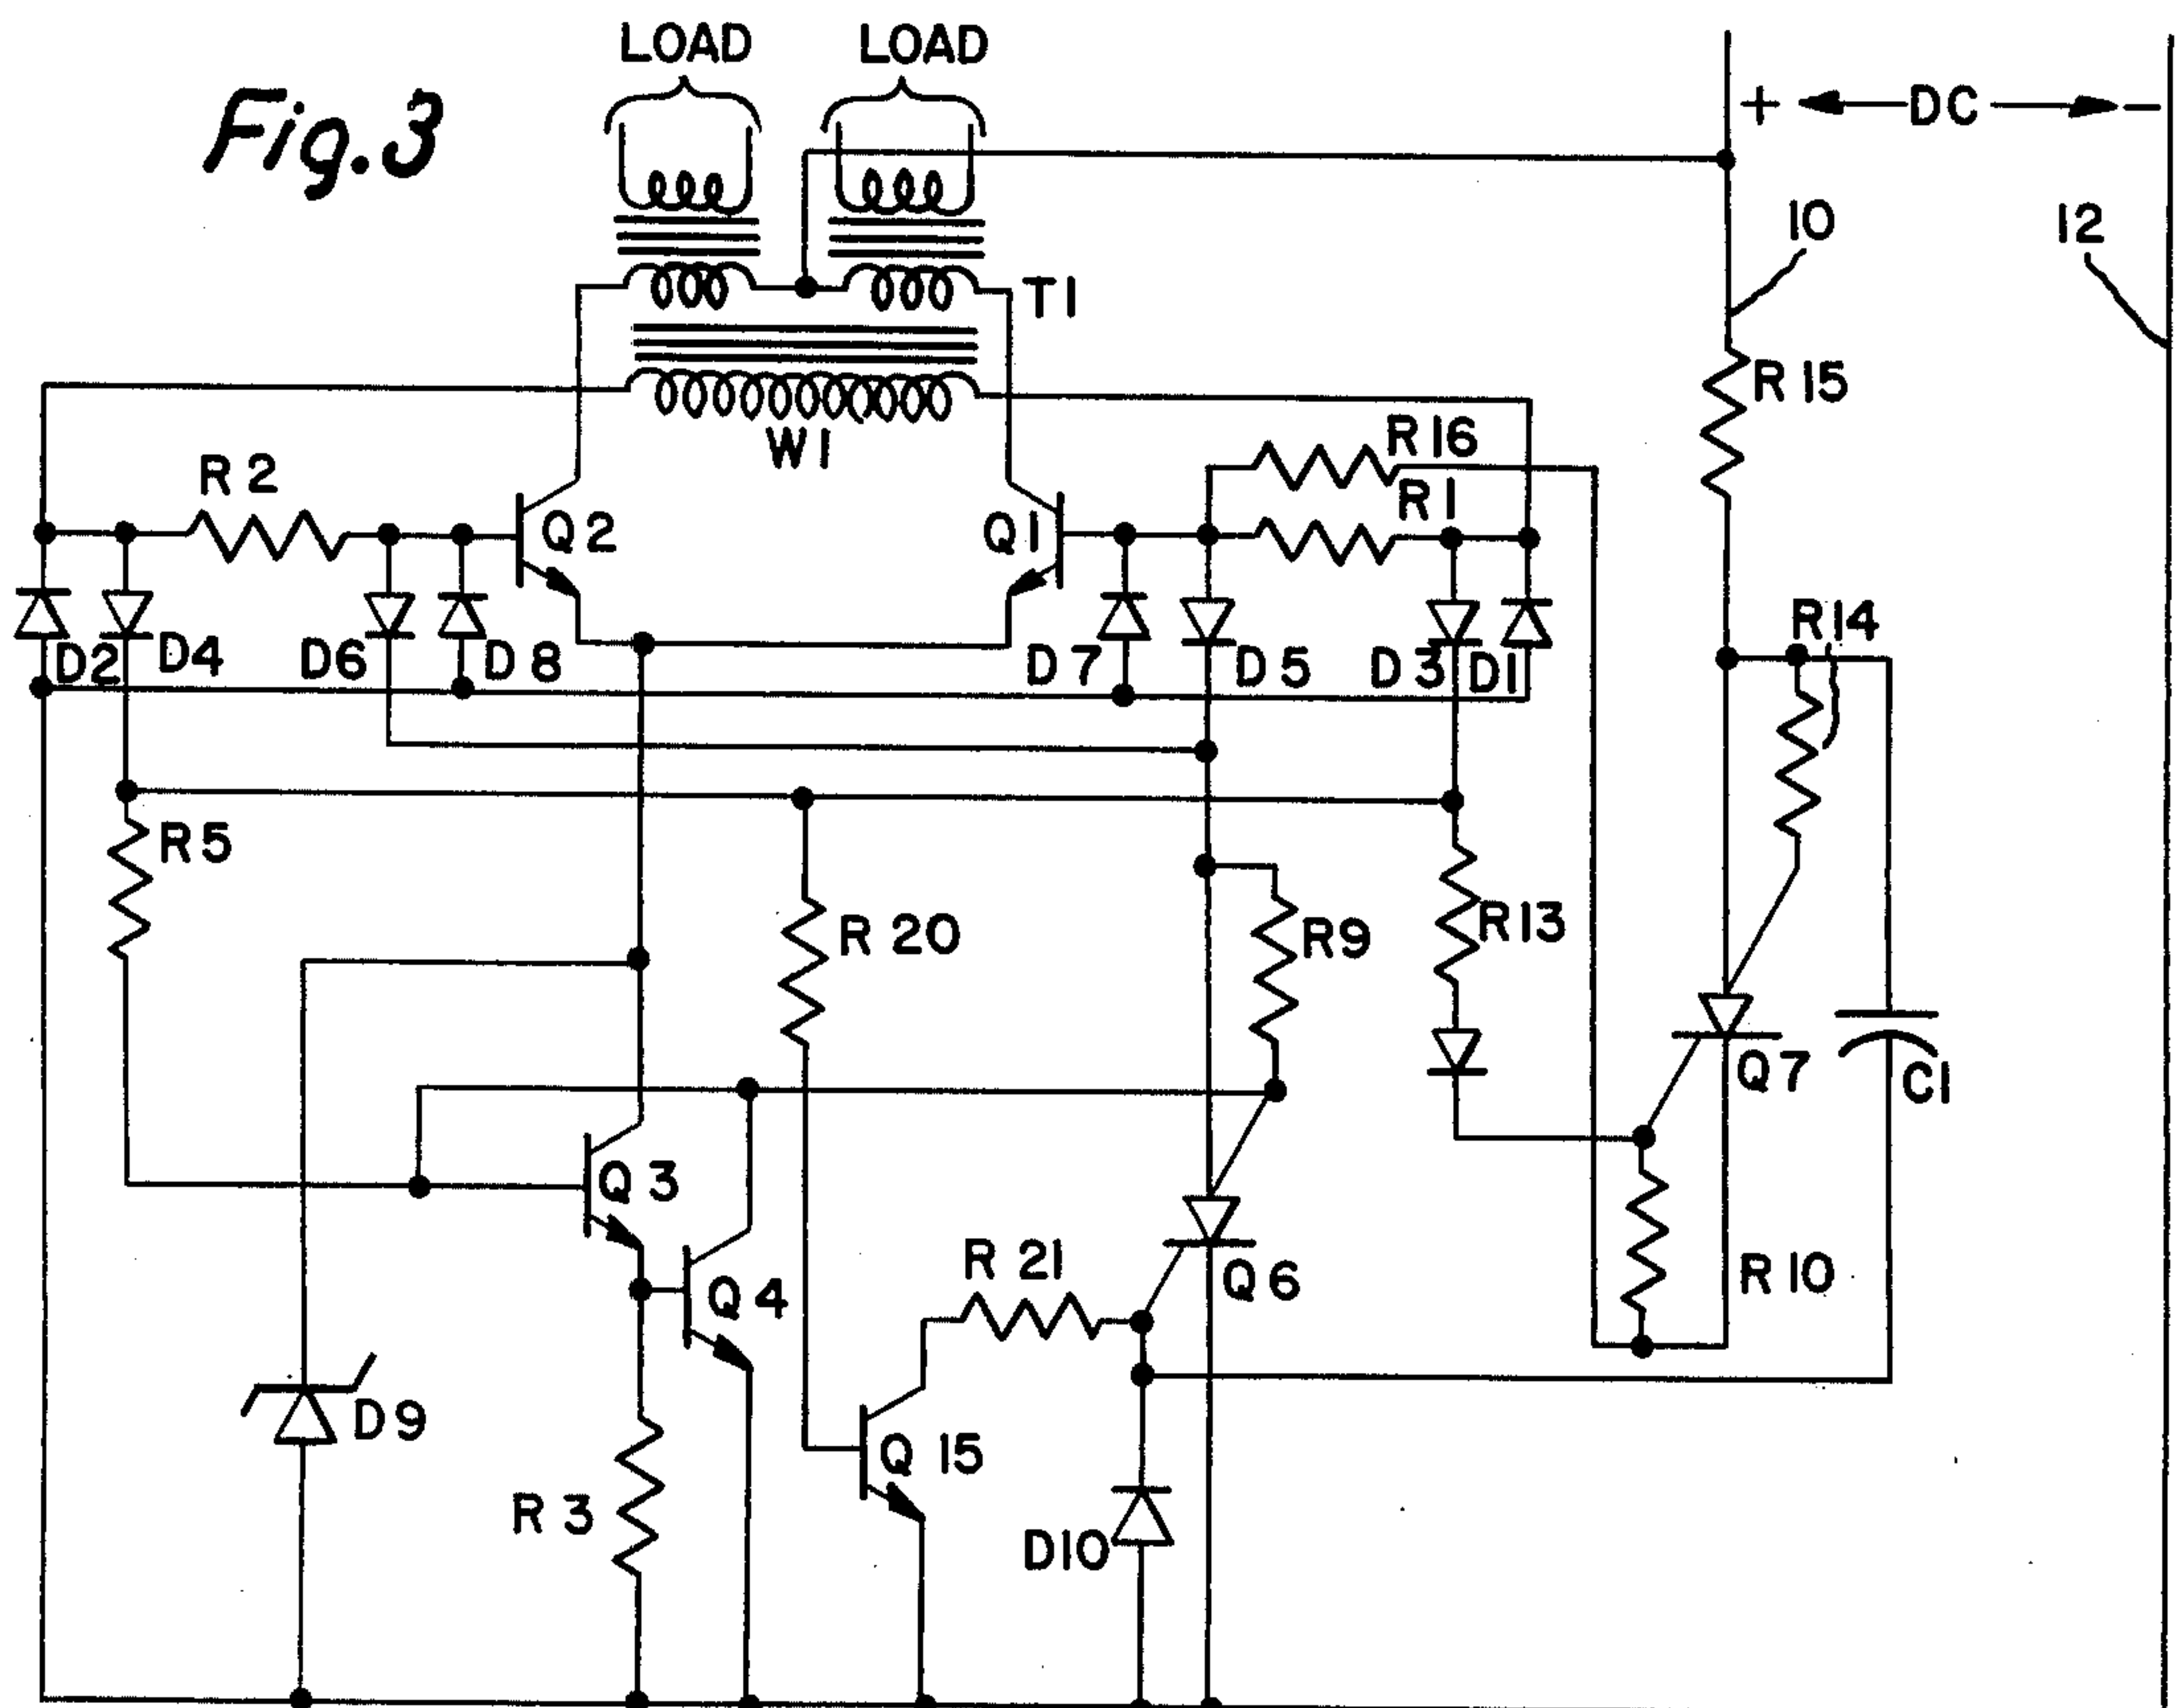 Fig.3
LOAD
LOAD
+ DC -
10
12
T1
R15
W1
R16
R2
R1
Q2
Q1
R14
D2
D4
D6
D8
D7
D5
D3
D1
R5
R20
R9
R13
Q7
C1
Q3
Q4
R21
Q6
R10
D9
Q15
R3
D10